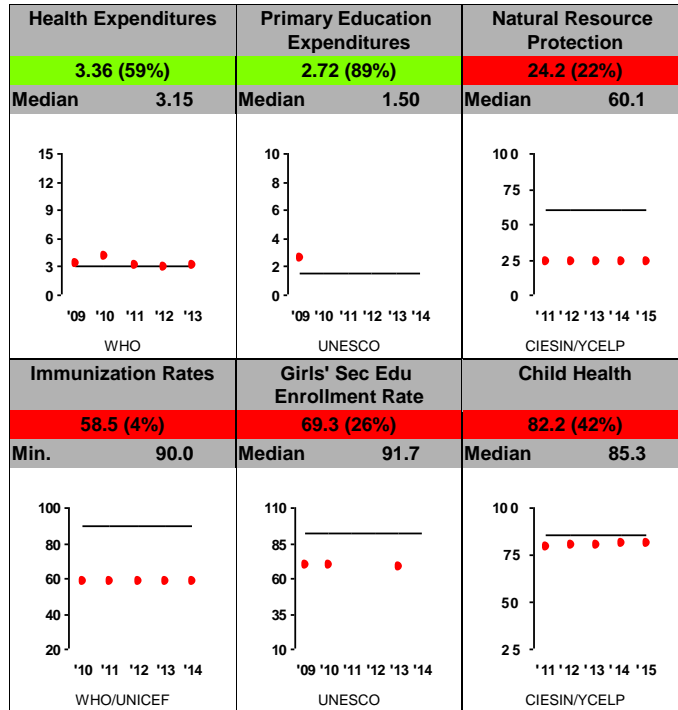 Health Expenditures
3.36 (59%)
Median 3.15
15
12
9
6
3
0
'09 '10 '11 '12 '13
WHO
Primary Education
Expenditures
2.72 (89%)
Median 1.50
10
8
6
4
2
0
'09 '10 '11 '12 '13 '14
UNESCO
Natural Resource
Protection
24.2 (22%)
Median 60.1
100
75
50
25
0
'11 '12 '13 '14 '15
CIESIN/YCELP
Immunization Rates
58.5 (4%)
Min. 90.0
100
80
60
40
20
'10 '11 '12 '13 '14
WHO/UNICEF
Girls' Sec Edu
Enrollment Rate
69.3 (26%)
Median 91.7
110
85
60
35
10
'09 '10 '11 '12 '13 '14
UNESCO
Child Health
82.2 (42%)
Median 85.3
100
75
50
25
'11 '12 '13 '14 '15
CIESIN/YCELP